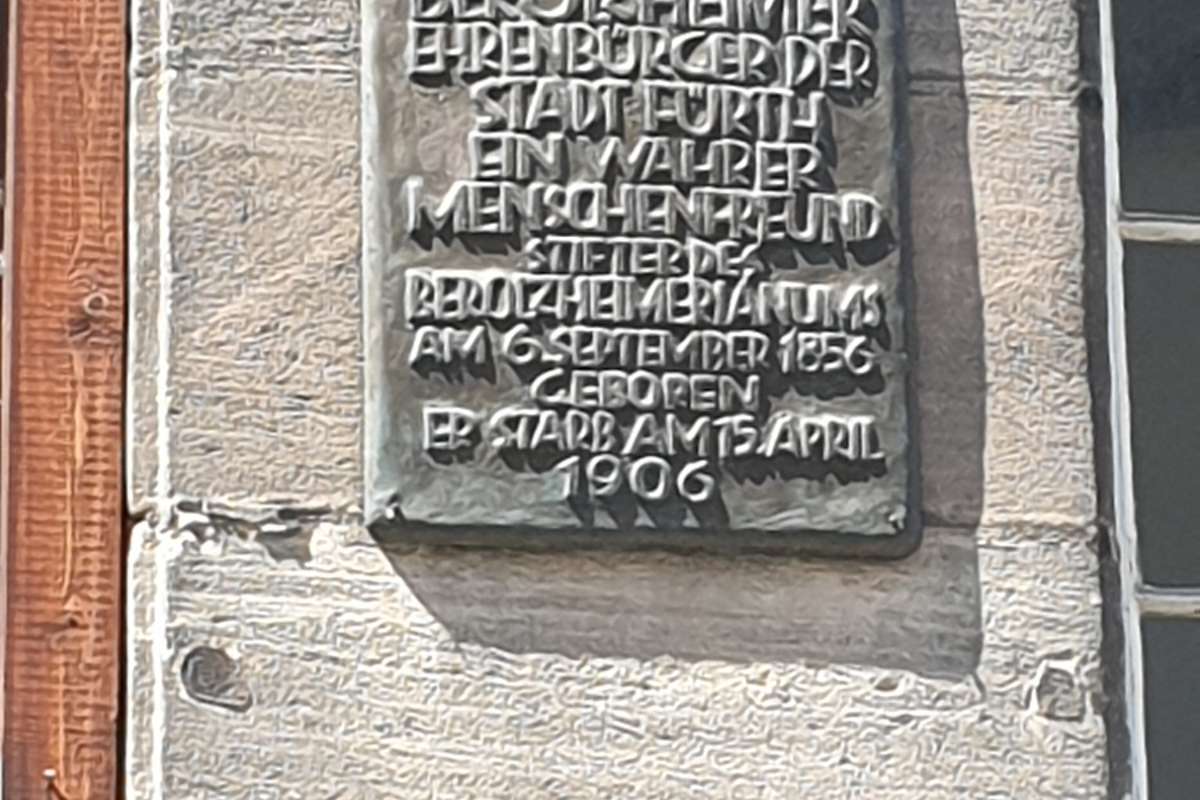 BEROLZHEIMER
EHRENBÜRGER DER
STADT FÜRTH
EIN WAHRER
MENSCHENFREUND
STIFTER DES
BEROLZHEIMERIANUMS
AM 6. SEPTEMBER 1856
GEBOREN
ER STARB AM 15. APRIL
1906